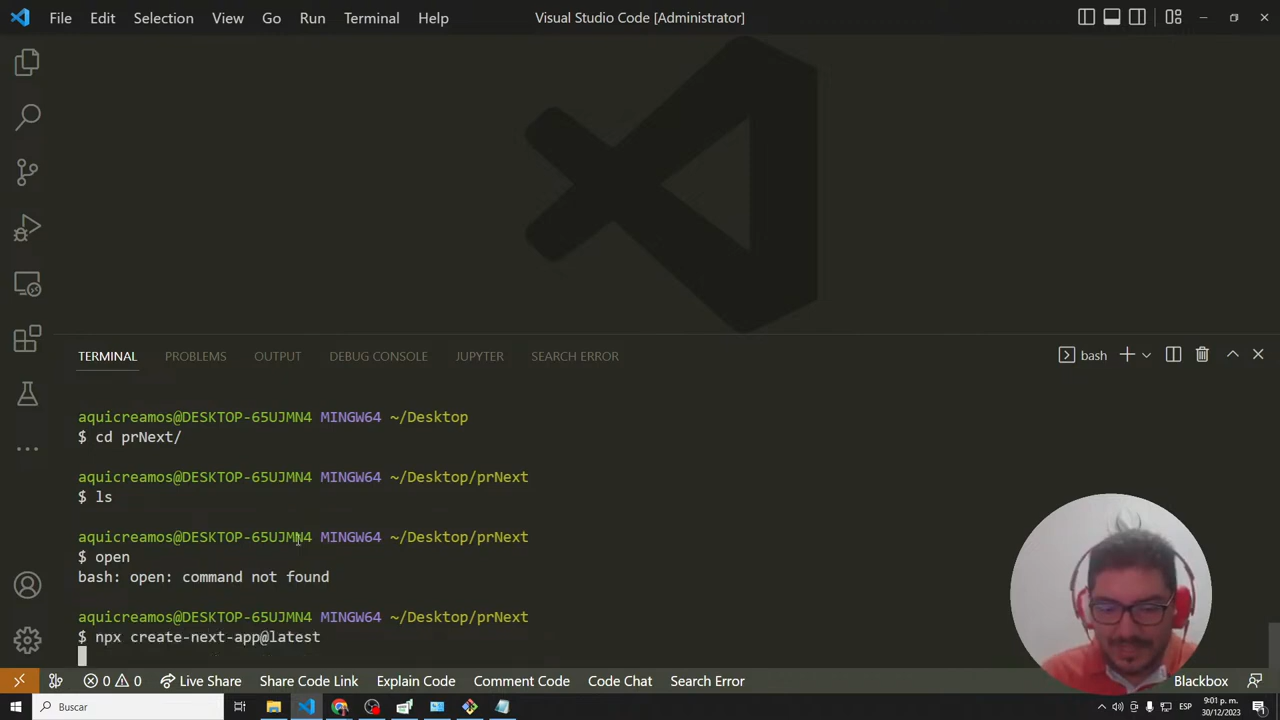 File Edit Selection View Go Run Terminal Help Visual Studio Code [Administrator]
TERMINAL PROBLEMS OUTPUT DEBUG CONSOLE JUPYTER SEARCH ERROR bash
aquicreamos@DESKTOP-65UJMN4 MINGW64 ~/Desktop
$ cd prNext/
aquicreamos@DESKTOP-65UJMN4 MINGW64 ~/Desktop/prNext
$ ls
aquicreamos@DESKTOP-65UJMN4 MINGW64 ~/Desktop/prNext
$ open
bash: open: command not found
aquicreamos@DESKTOP-65UJMN4 MINGW64 ~/Desktop/prNext
$ npx create-next-app@latest
0 0 Live Share Share Code Link Explain Code Comment Code Code Chat Search Error Blackbox
Buscar ESP 9:01 p. m. 30/12/2023 1